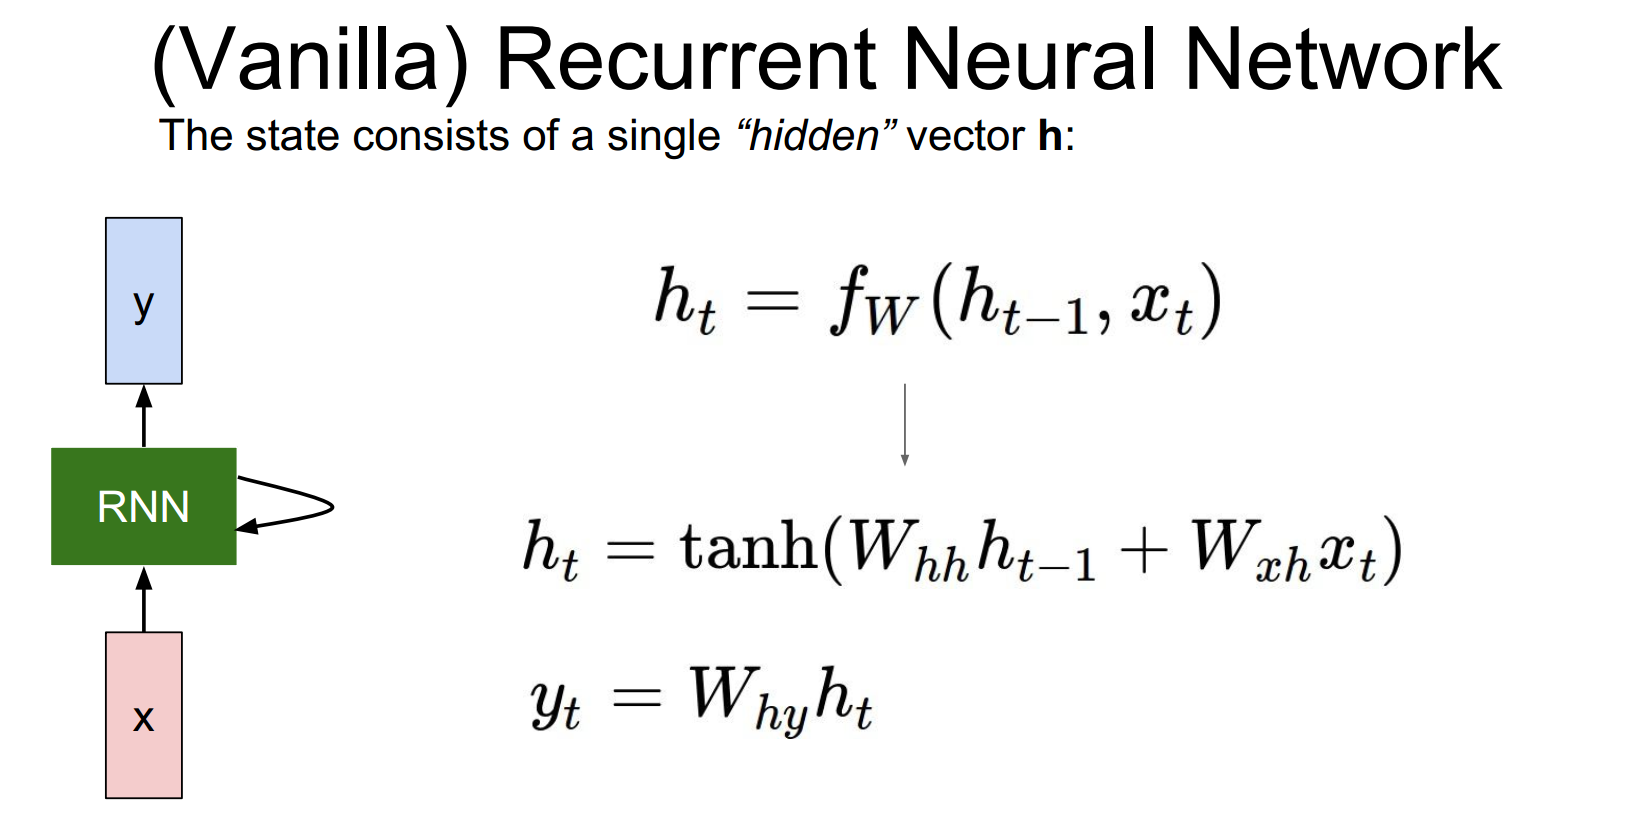 (Vanilla) Recurrent Neural Network
The state consists of a single “hidden” vector h:
y
RNN
x
h_t = f_W(h_{t−1}, x_t)
h_t = tanh(W_{hh}h_{t−1} + W_{xh}x_t)
y_t = W_{hy}h_t